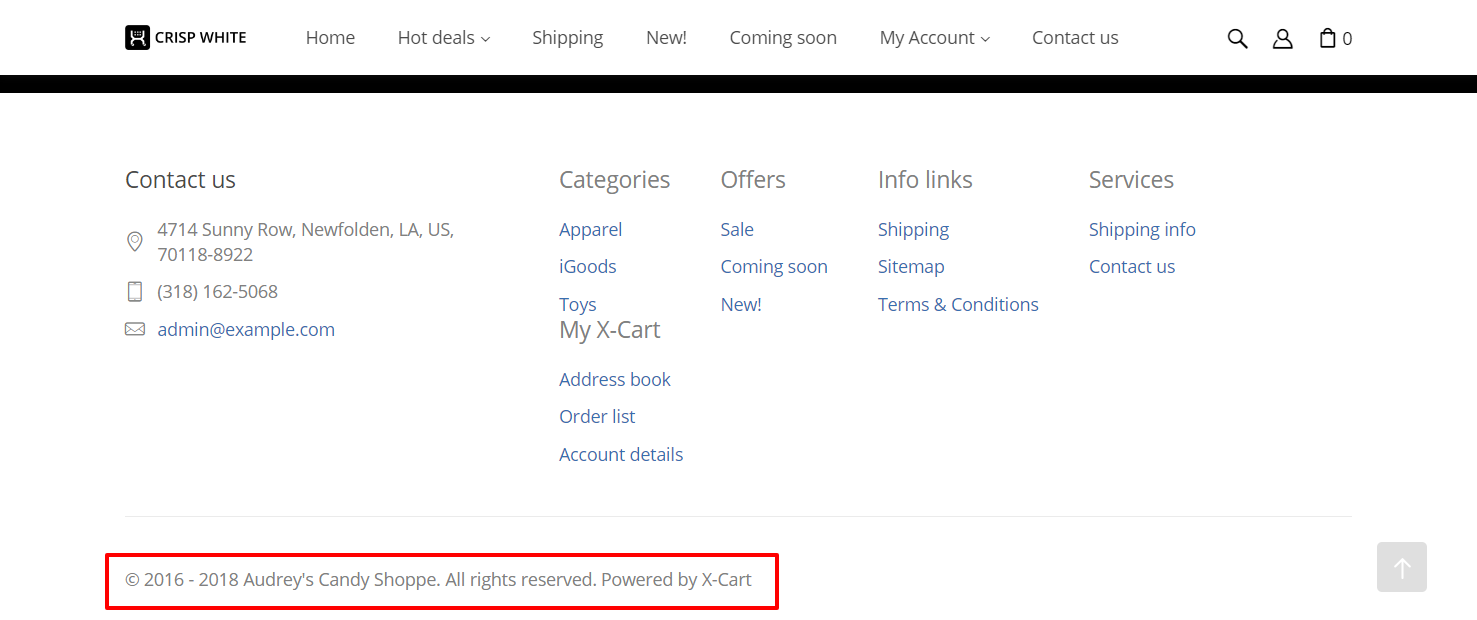 CRISP WHITE Home Hot deals Shipping New! Coming soon My Account Contact us 0
Contact us
4714 Sunny Row, Newfolden, LA, US,
70118-8922
(318) 162-5068
admin@example.com
Categories
Apparel
iGoods
Toys
My X-Cart
Address book
Order list
Account details
Offers
Sale
Coming soon
New!
Info links
Shipping
Sitemap
Terms & Conditions
Services
Shipping info
Contact us
© 2016 - 2018 Audrey's Candy Shoppe. All rights reserved. Powered by X-Cart